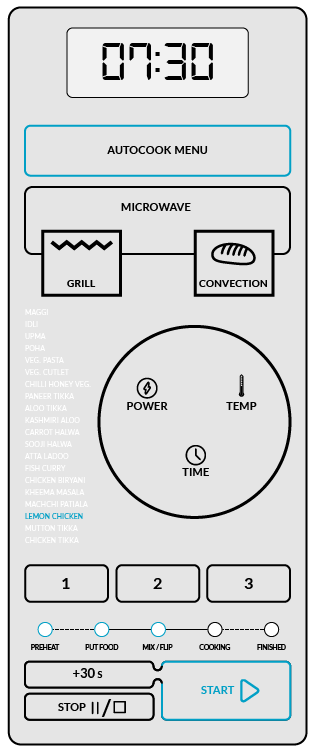 07:30
AUTOCOOK MENU
MICROWAVE
GRILL
CONVECTION
MAGGI
IDLI
UPMA
POHA
VEG. PASTA
VEG. CUTLET
CHILLI HONEY VEG.
PANEER TIKKA
ALOO TIKKA
KASHMIRI ALOO
CARROT HALWA
SOOJI HALWA
ATTA LADOO
FISH CURRY
CHICKEN BIRYANI
KHEEMA MASALA
MACHCHI PATIALA
LEMON CHICKEN
MUTTON TIKKA
CHICKEN TIKKA
POWER
TEMP
TIME
1
2
3
PREHEAT
PUT FOOD
MIX / FLIP
COOKING
FINISHED
+30 s
STOP
START